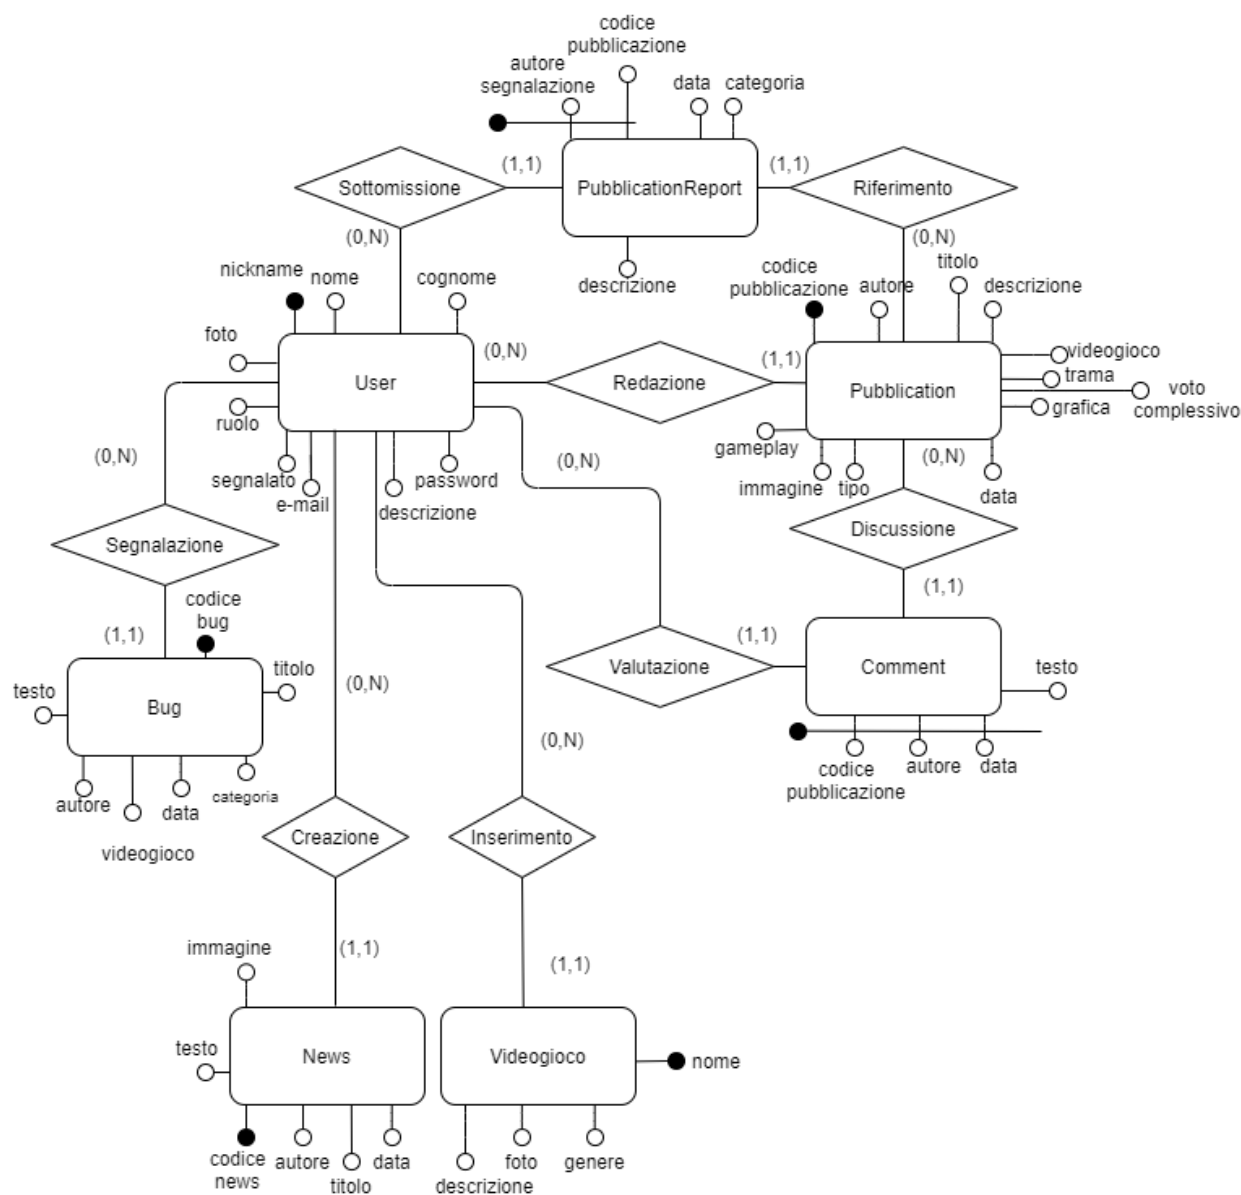 codice
pubblicazione
autore
segnalazione
data
categoria
(1,1)
(1,1)
Sottomissione
PubblicationReport
Riferimento
(0,N)
(0,N)
descrizione
nickname
nome
cognome
codice
pubblicazione
autore
titolo
descrizione
foto
User
(0,N)
Redazione
(1,1)
Pubblication
videogioco
trama
voto
complessivo
grafica
ruolo
gameplay
(0,N)
(0,N)
(0,N)
segnalato
e-mail
descrizione
password
immagine
tipo
data
Segnalazione
Discussione
(1,1)
codice
bug
(1,1)
(1,1)
testo
Bug
titolo
(0,N)
Valutazione
Comment
testo
autore
videogioco
data
categoria
(0,N)
codice
pubblicazione
autore
data
Creazione
Inserimento
(1,1)
(1,1)
immagine
testo
News
Videogioco
nome
codice
news
autore
titolo
data
descrizione
foto
genere